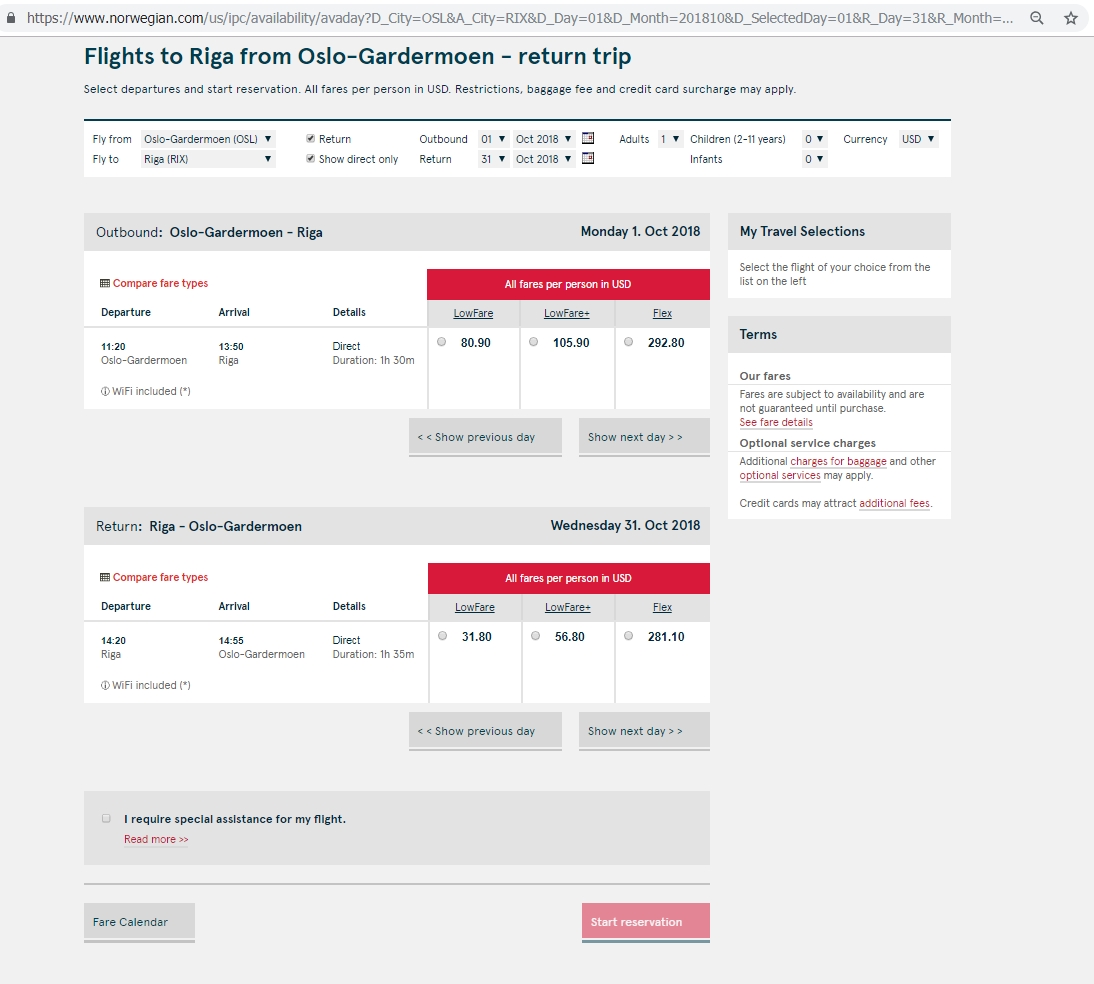 https://www.norwegian.com/us/ipc/availability/avaday?D_City=OSL&A_City=RIX&D_Day=01&D_Month=201810&D_SelectedDay=01&R_Day=31&R_Month=...
Flights to Riga from Oslo-Gardermoen - return trip
Select departures and start reservation. All fares per person in USD. Restrictions, baggage fee and credit card surcharge may apply.
Fly from Oslo-Gardermoen (OSL) Return Outbound 01 Oct 2018 Adults 1 Children (2-11 years) 0 Currency USD
Fly to Riga (RIX) Show direct only Return 31 Oct 2018 Infants 0
Outbound: Oslo-Gardermoen - Riga Monday 1. Oct 2018
Compare fare types All fares per person in USD
Departure Arrival Details LowFare LowFare+ Flex
11:20 13:50 Direct 80.90 105.90 292.80
Oslo-Gardermoen Riga Duration: 1h 30m
WiFi included (*)
< < Show previous day Show next day > >
Return: Riga - Oslo-Gardermoen Wednesday 31. Oct 2018
Compare fare types All fares per person in USD
Departure Arrival Details LowFare LowFare+ Flex
14:20 14:55 Direct 31.80 56.80 281.10
Riga Oslo-Gardermoen Duration: 1h 35m
WiFi included (*)
< < Show previous day Show next day > >
I require special assistance for my flight.
Read more >>
Fare Calendar Start reservation
My Travel Selections
Select the flight of your choice from the
list on the left
Terms
Our fares
Fares are subject to availability and are
not guaranteed until purchase.
See fare details
Optional service charges
Additional charges for baggage and other
optional services may apply.
Credit cards may attract additional fees.